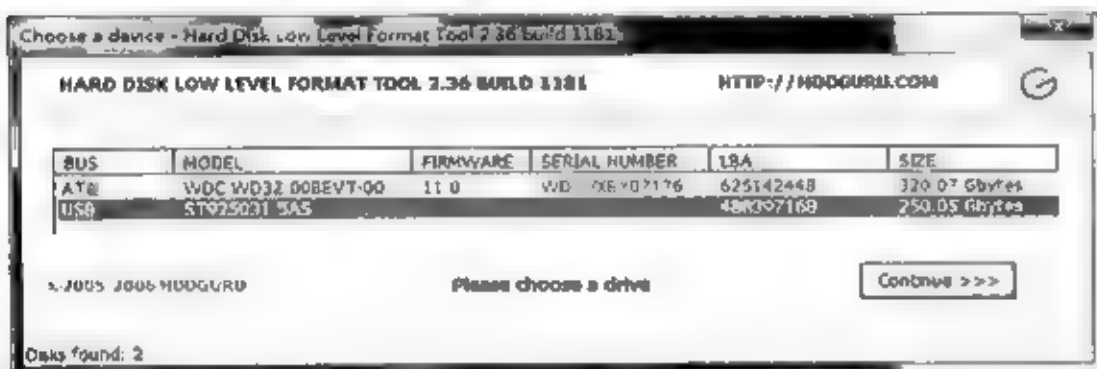 Choose a device - Hard Disk Low Level Format Tool 2.36 build 1181
HARD DISK LOW LEVEL FORMAT TOOL 2.36 BUILD 1181 HTTP://HDDGURU.COM
BUS MODEL FIRMWARE SERIAL NUMBER LBA SIZE
ATA WDC WD32 00BEVT-00 11.0 625142448 320.07 Gbytes
USB ST925031 5AS 488397168 250.05 Gbytes
2005-2006 HDDGURU Please choose a drive Continue >>>
Disks found: 2